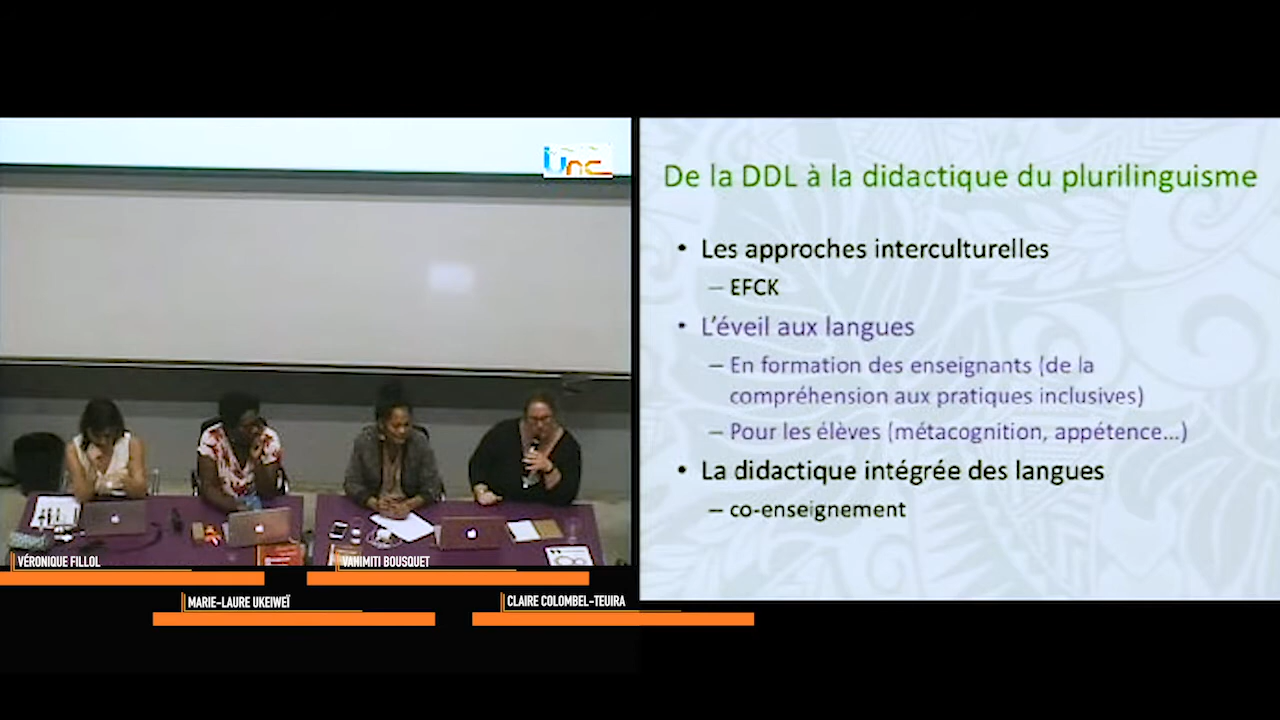 unc
De la DDL à la didactique du plurilinguisme
• Les approches interculturelles
– EFCK
• L'éveil aux langues
– En formation des enseignants (de la
compréhension aux pratiques inclusives)
– Pour les élèves (métacognition, appétence...)
• La didactique intégrée des langues
– co-enseignement
VÉRONIQUE FILLOL
VANIMITI BOUSQUET
MARIE-LAURE UKEIWEÏ
CLAIRE COLOMBEL-TEUIRA